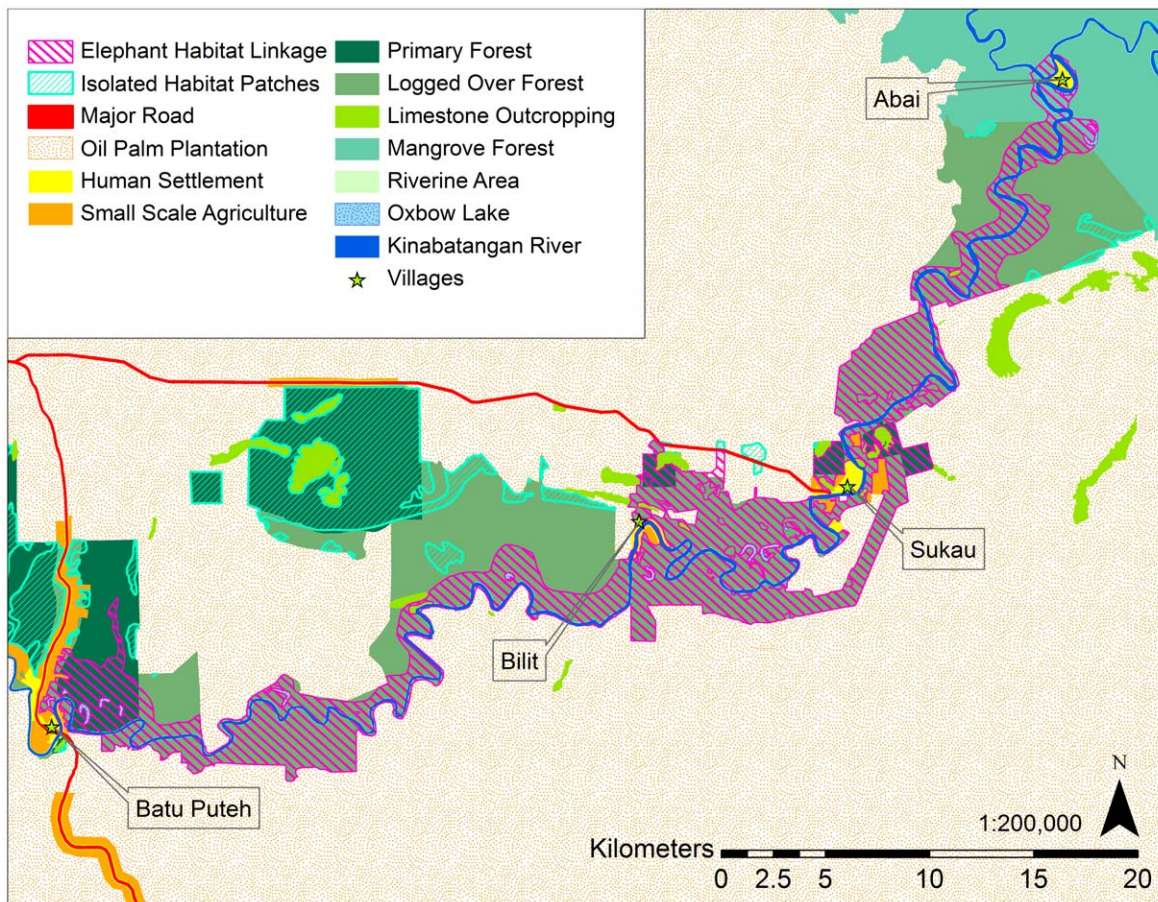 Elephant Habitat Linkage
Isolated Habitat Patches
Major Road
Oil Palm Plantation
Human Settlement
Small Scale Agriculture
Primary Forest
Logged Over Forest
Limestone Outcropping
Mangrove Forest
Riverine Area
Oxbow Lake
Kinabatangan River
Villages
Abai
Sukau
Bilit
Batu Puteh
N
1:200,000
Kilometers
0 2.5 5 10 15 20